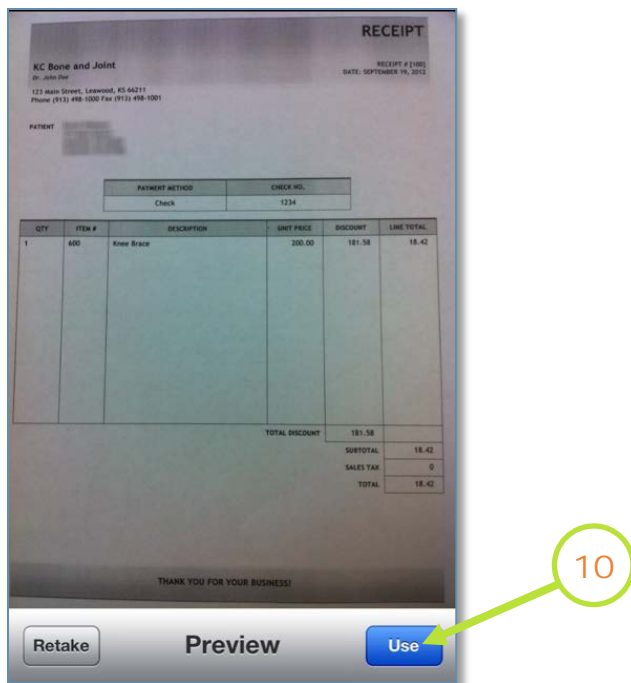 RECEIPT
KC Bone and Joint
Dr. John Doe
RECEIPT # [100]
DATE: SEPTEMBER 19, 2012
123 Main Street, Leawood, KS 66211
Phone (913) 498-1000 Fax (913) 498-1001
PATIENT
PAYMENT METHOD CHECK NO.
Check 1234
QTY ITEM # DESCRIPTION UNIT PRICE DISCOUNT LINE TOTAL
1 600 Knee Brace 200.00 181.58 18.42
TOTAL DISCOUNT 181.58
SUBTOTAL 18.42
SALES TAX 0
TOTAL 18.42
THANK YOU FOR YOUR BUSINESS!
10
Retake Preview Use